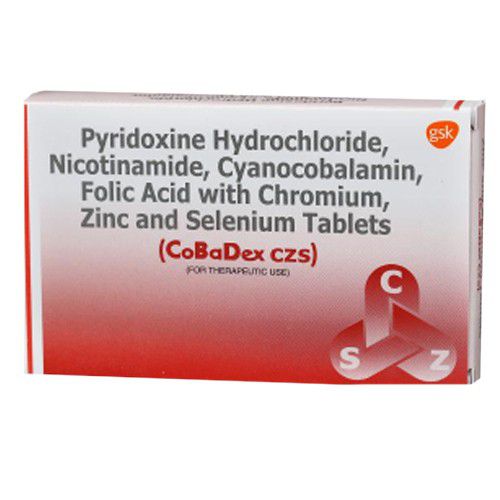 gsk
Pyridoxine Hydrochloride,
Nicotinamide, Cyanocobalamin,
Folic Acid with Chromium,
Zinc and Selenium Tablets
(CoBaDex CZS)
(FOR THERAPEUTIC USE)
C
S Z